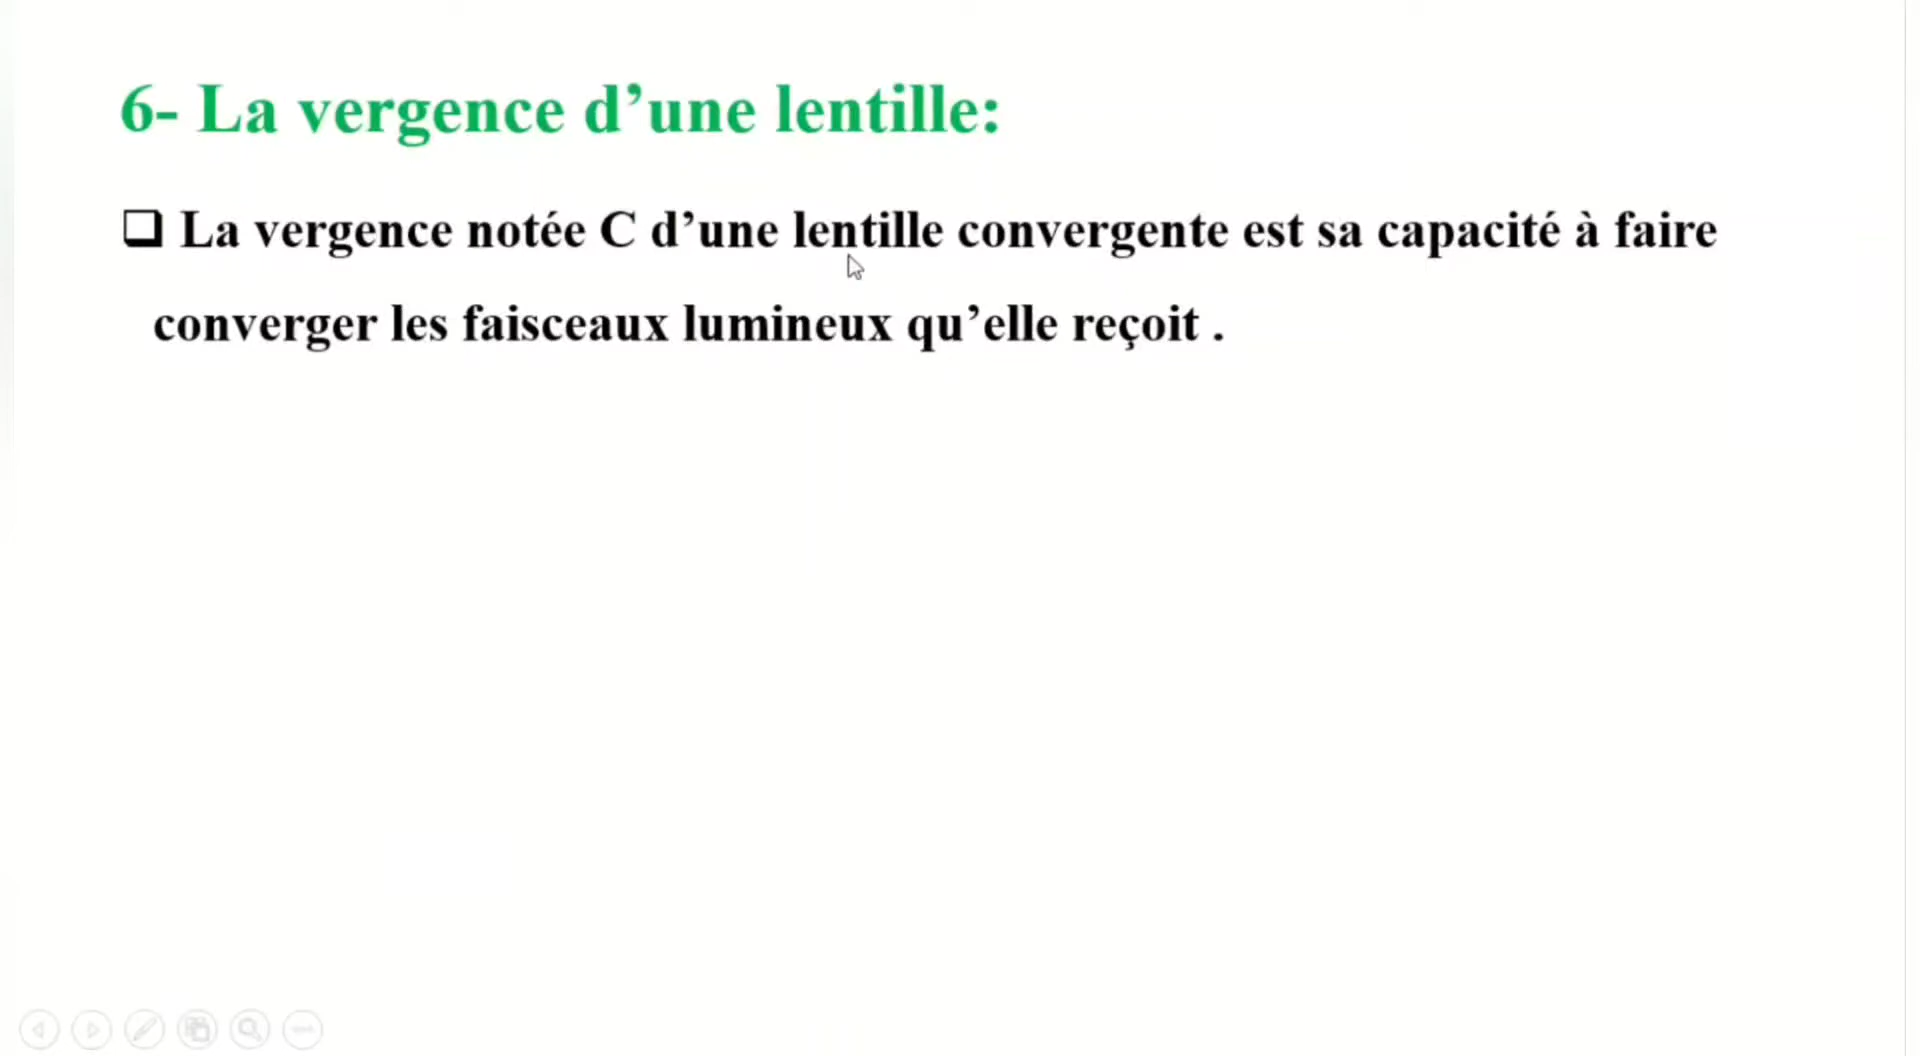 6- La vergence d’une lentille:
❑ La vergence notée C d’une lentille convergente est sa capacité à faire
converger les faisceaux lumineux qu’elle reçoit .